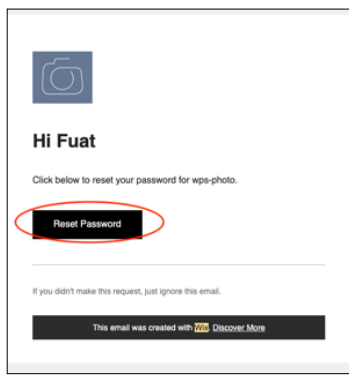 Hi Fuat
Click below to reset your password for wps-photo.
Reset Password
If you didn't make this request, just ignore this email.
This email was created with Wix. Discover More